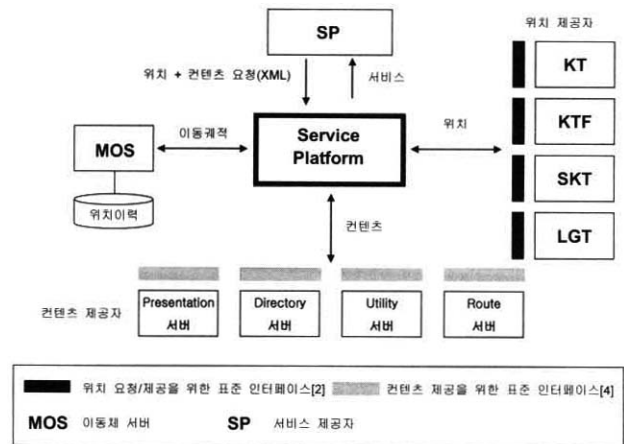 위치 제공자
SP
KT
위치 + 컨텐츠 요청(XML)
서비스
KTF
이동궤적
위치
MOS
Service
Platform
SKT
위치이력
LGT
컨텐츠
컨텐츠 제공자
Presentation
서버
Directory
서버
Utility
서버
Route
서버
위치 요청/제공을 위한 표준 인터페이스[2]
컨텐츠 제공을 위한 표준 인터페이스[4]
MOS 이동체 서버
SP 서비스 제공자